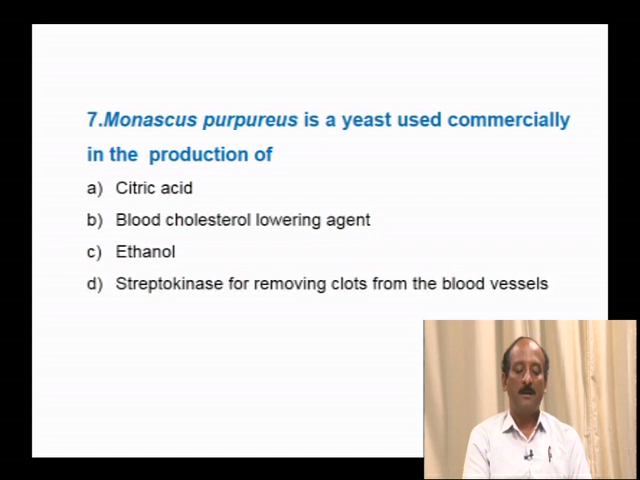 7.Monascus purpureus is a yeast used commercially
in the production of
a) Citric acid
b) Blood cholesterol lowering agent
c) Ethanol
d) Streptokinase for removing clots from the blood vessels